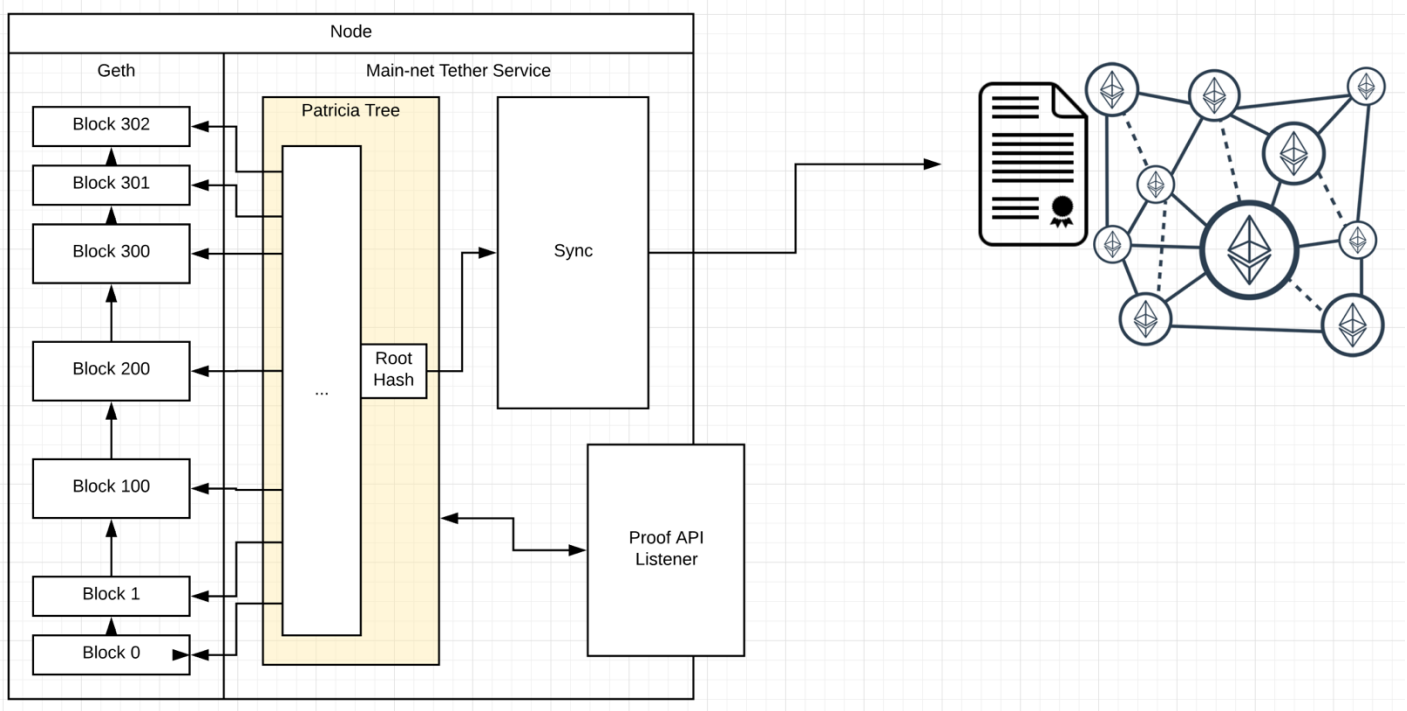 Node
Geth
Main-net Tether Service
Block 302
Block 301
Block 300
Block 200
Block 100
Block 1
Block 0
Patricia Tree
...
Root
Hash
Sync
Proof API
Listener